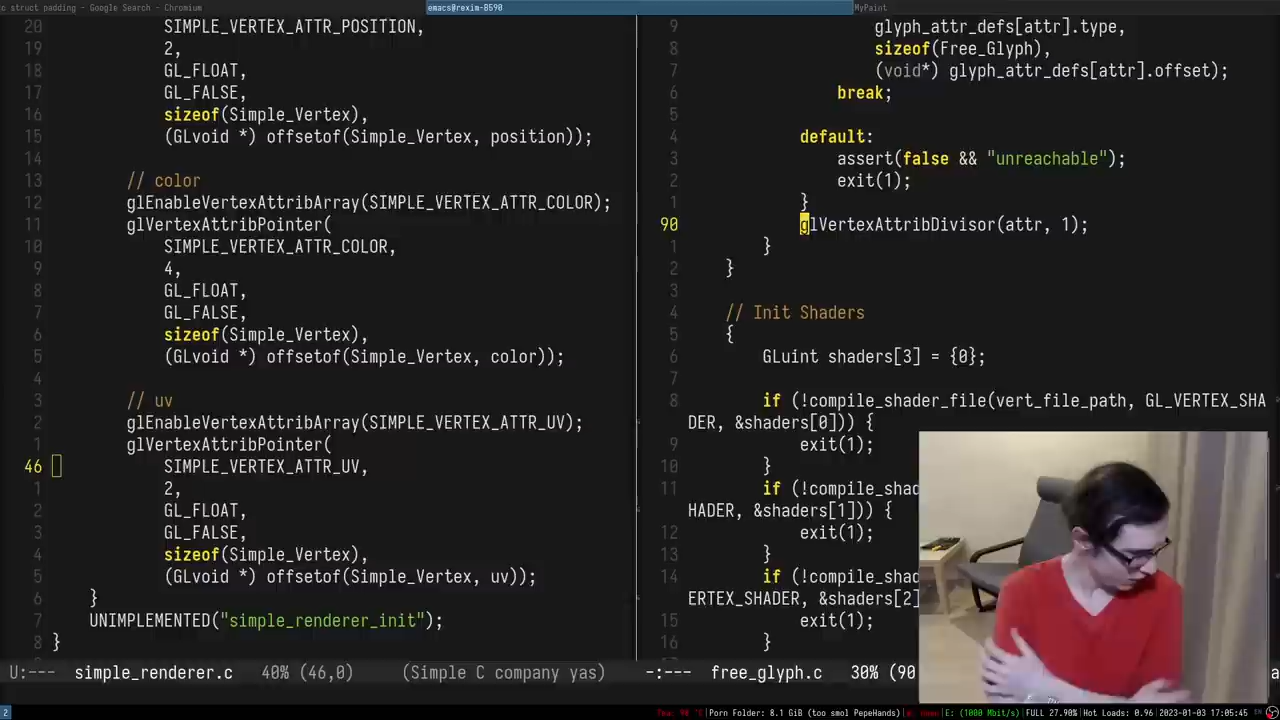 c struct padding - Google Search - Chromium
emacs@rexim-B590
MyPaint
20 SIMPLE_VERTEX_ATTR_POSITION,
19 2,
18 GL_FLOAT,
17 GL_FALSE,
16 sizeof(Simple_Vertex),
15 (GLvoid *) offsetof(Simple_Vertex, position));
14
13 // color
12 glEnableVertexAttribArray(SIMPLE_VERTEX_ATTR_COLOR);
11 glVertexAttribPointer(
10 SIMPLE_VERTEX_ATTR_COLOR,
9 4,
8 GL_FLOAT,
7 GL_FALSE,
6 sizeof(Simple_Vertex),
5 (GLvoid *) offsetof(Simple_Vertex, color));
4
3 // uv
2 glEnableVertexAttribArray(SIMPLE_VERTEX_ATTR_UV);
1 glVertexAttribPointer(
46 SIMPLE_VERTEX_ATTR_UV,
1 2,
2 GL_FLOAT,
3 GL_FALSE,
4 sizeof(Simple_Vertex),
5 (GLvoid *) offsetof(Simple_Vertex, uv));
6 }
7 UNIMPLEMENTED("simple_renderer_init");
8 }
U:--- simple_renderer.c 40% (46,0) (Simple C company yas)
9 glyph_attr_defs[attr].type,
8 sizeof(Free_Glyph),
7 (void*) glyph_attr_defs[attr].offset);
6 break;
5
4 default:
3 assert(false && "unreachable");
2 exit(1);
1 }
90 glVertexAttribDivisor(attr, 1);
1 }
2 }
3
4 // Init Shaders
5 {
6 GLuint shaders[3] = {0};
7
8 if (!compile_shader_file(vert_file_path, GL_VERTEX_SHA
DER, &shaders[0])) {
9 exit(1);
10 }
11 if (!compile_shad
HADER, &shaders[1])) {
12 exit(1);
13 }
14 if (!compile_shad
ERTEX_SHADER, &shaders[2]
15 exit(1);
16 }
-:--- free_glyph.c 30% (90
2
Porn Folder: 8.1 GiB (too smol PepeHands)
E: (1000 Mbit/s)
FULL 27.90%
Hot Loads: 0.96
2023-01-03 17:05:45